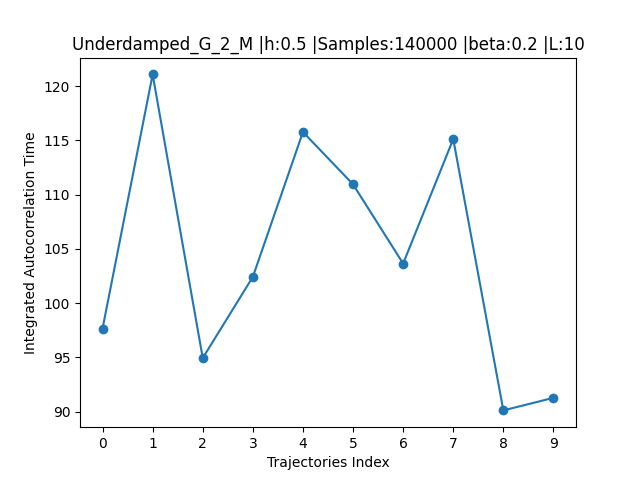 Underdamped_G_2_M |h:0.5 |Samples:140000 |beta:0.2 |L:10
Integrated Autocorrelation Time
120
115
110
105
100
95
90
0 1 2 3 4 5 6 7 8 9
Trajectories Index